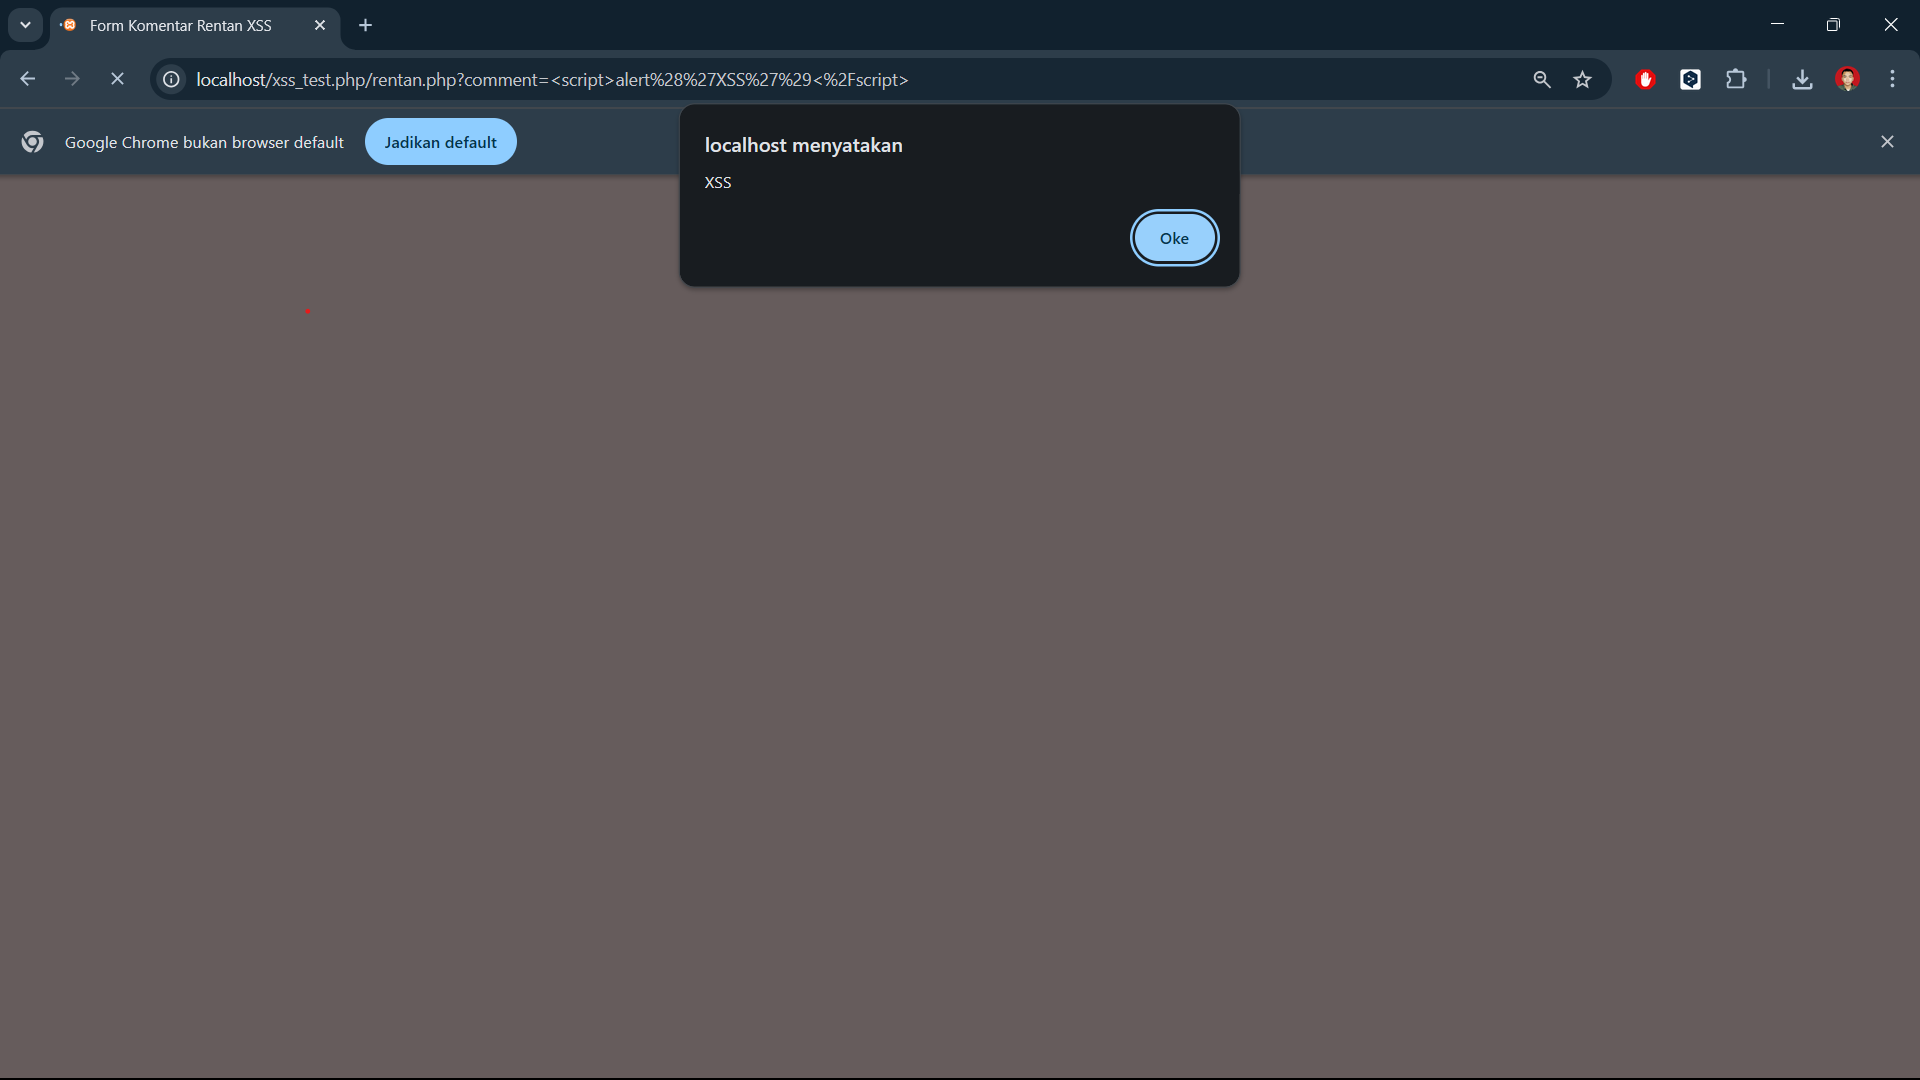 Form Komentar Rentan XSS
localhost/xss_test.php/rentan.php?comment=<script>alert%28%27XSS%27%29<%2Fscript>
Google Chrome bukan browser default
Jadikan default
localhost menyatakan
XSS
Oke